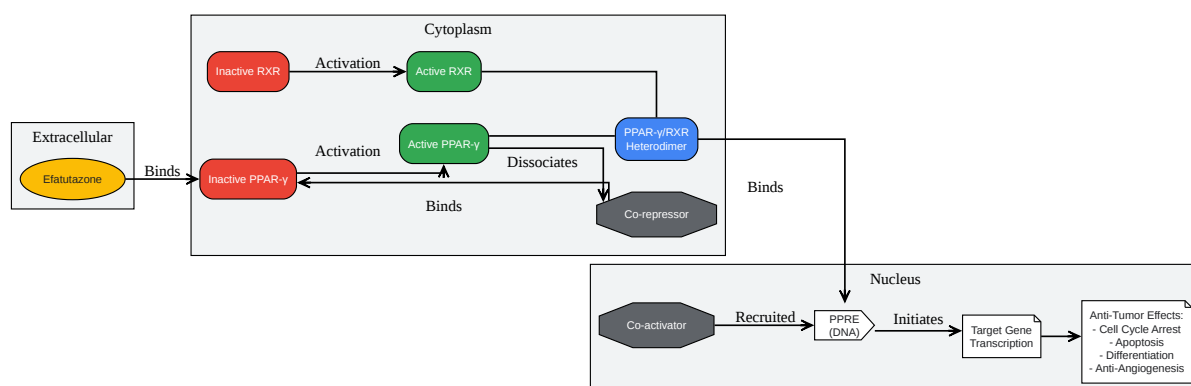 Cytoplasm
Inactive RXR
Activation
Active RXR
Extracellular
Efatutazone
Binds
Inactive PPAR-γ
Activation
Active PPAR-γ
Dissociates
PPAR-γ/RXR
Heterodimer
Binds
Co-repressor
Binds
Nucleus
Co-activator
Recruited
PPRE
(DNA)
Initiates
Target Gene
Transcription
Anti-Tumor Effects:
- Cell Cycle Arrest
- Apoptosis
- Differentiation
- Anti-Angiogenesis